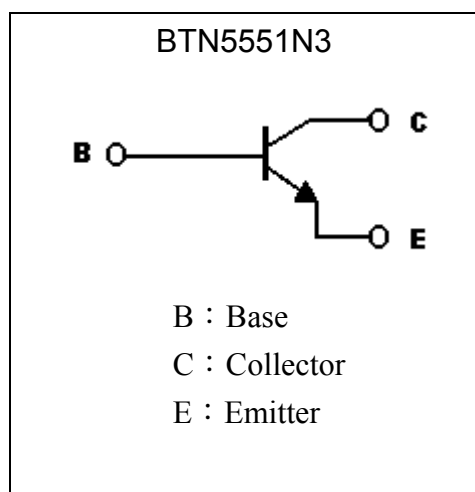 BTN5551N3
C
B
E
B：Base
C：Collector
E：Emitter